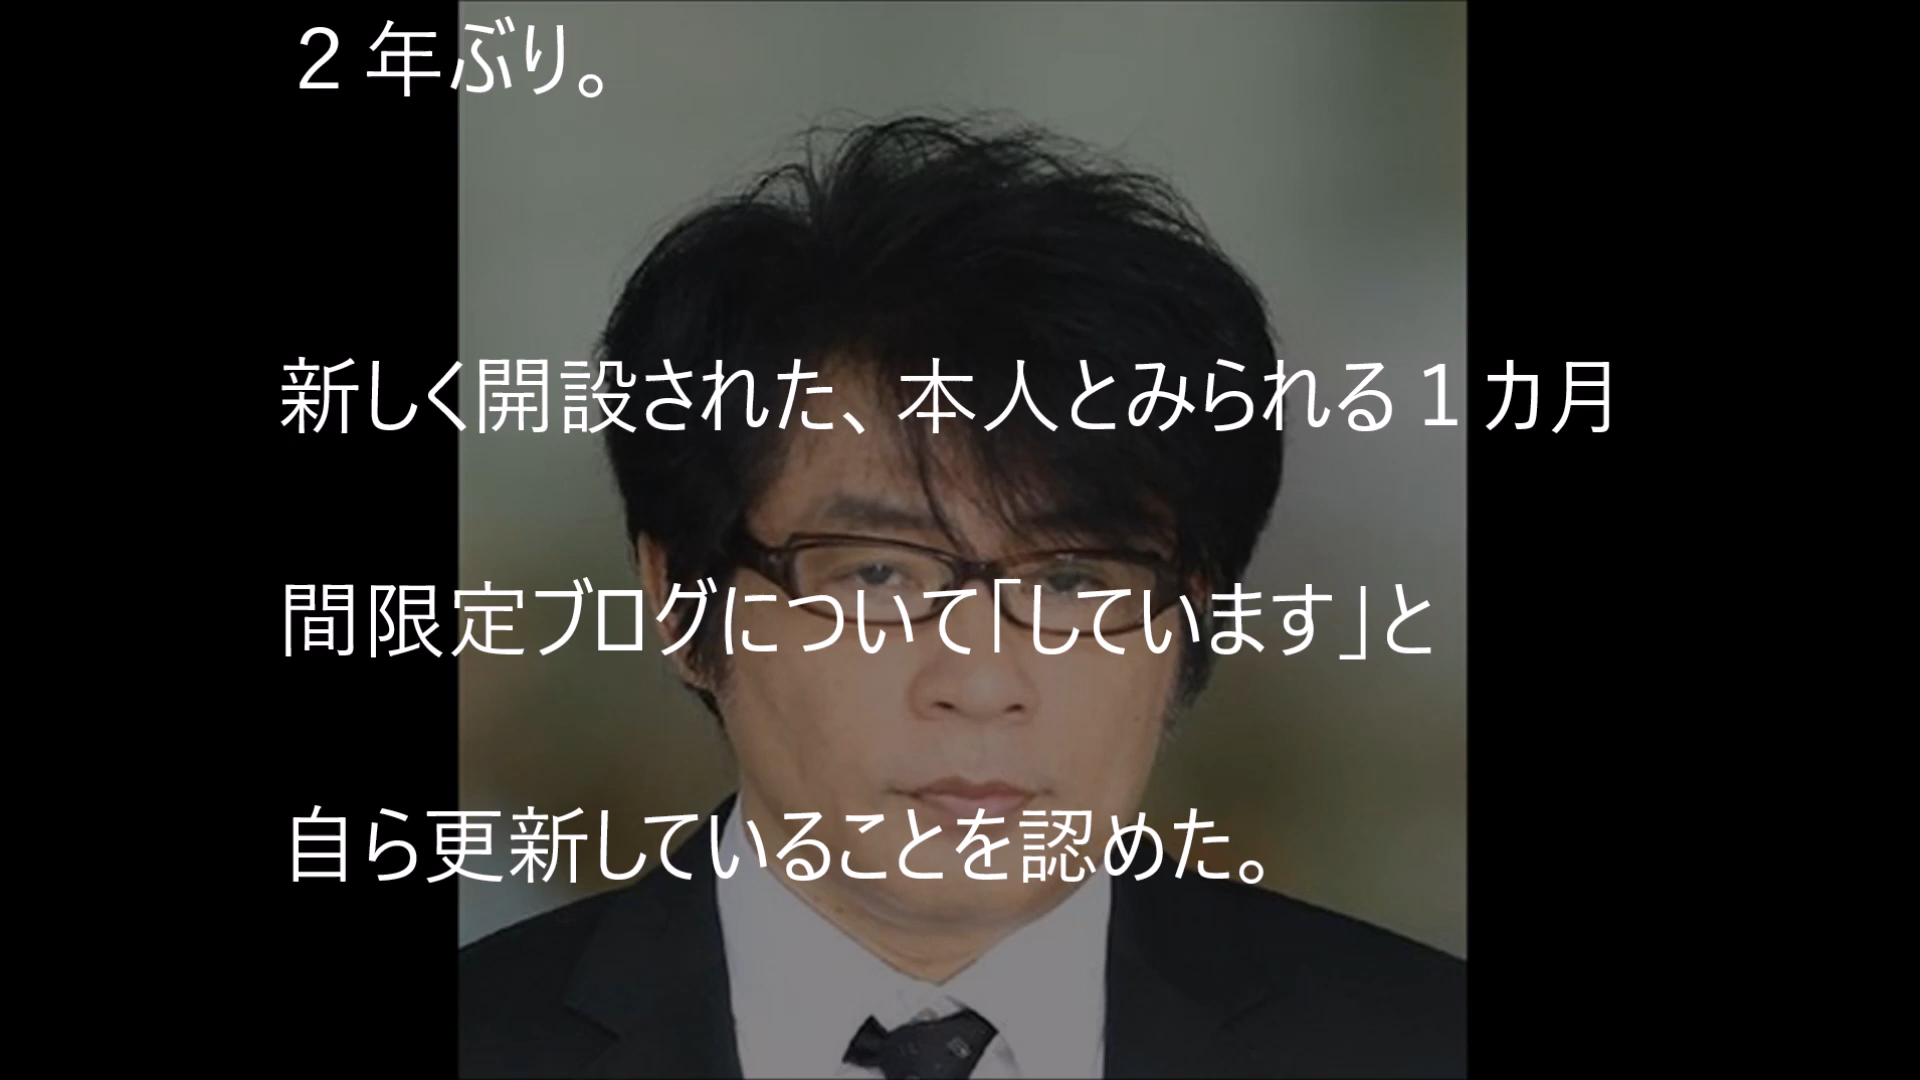 ２年ぶり。
新しく開設された、本人とみられる１カ月
間限定ブログについて「しています」と
自ら更新していることを認めた。